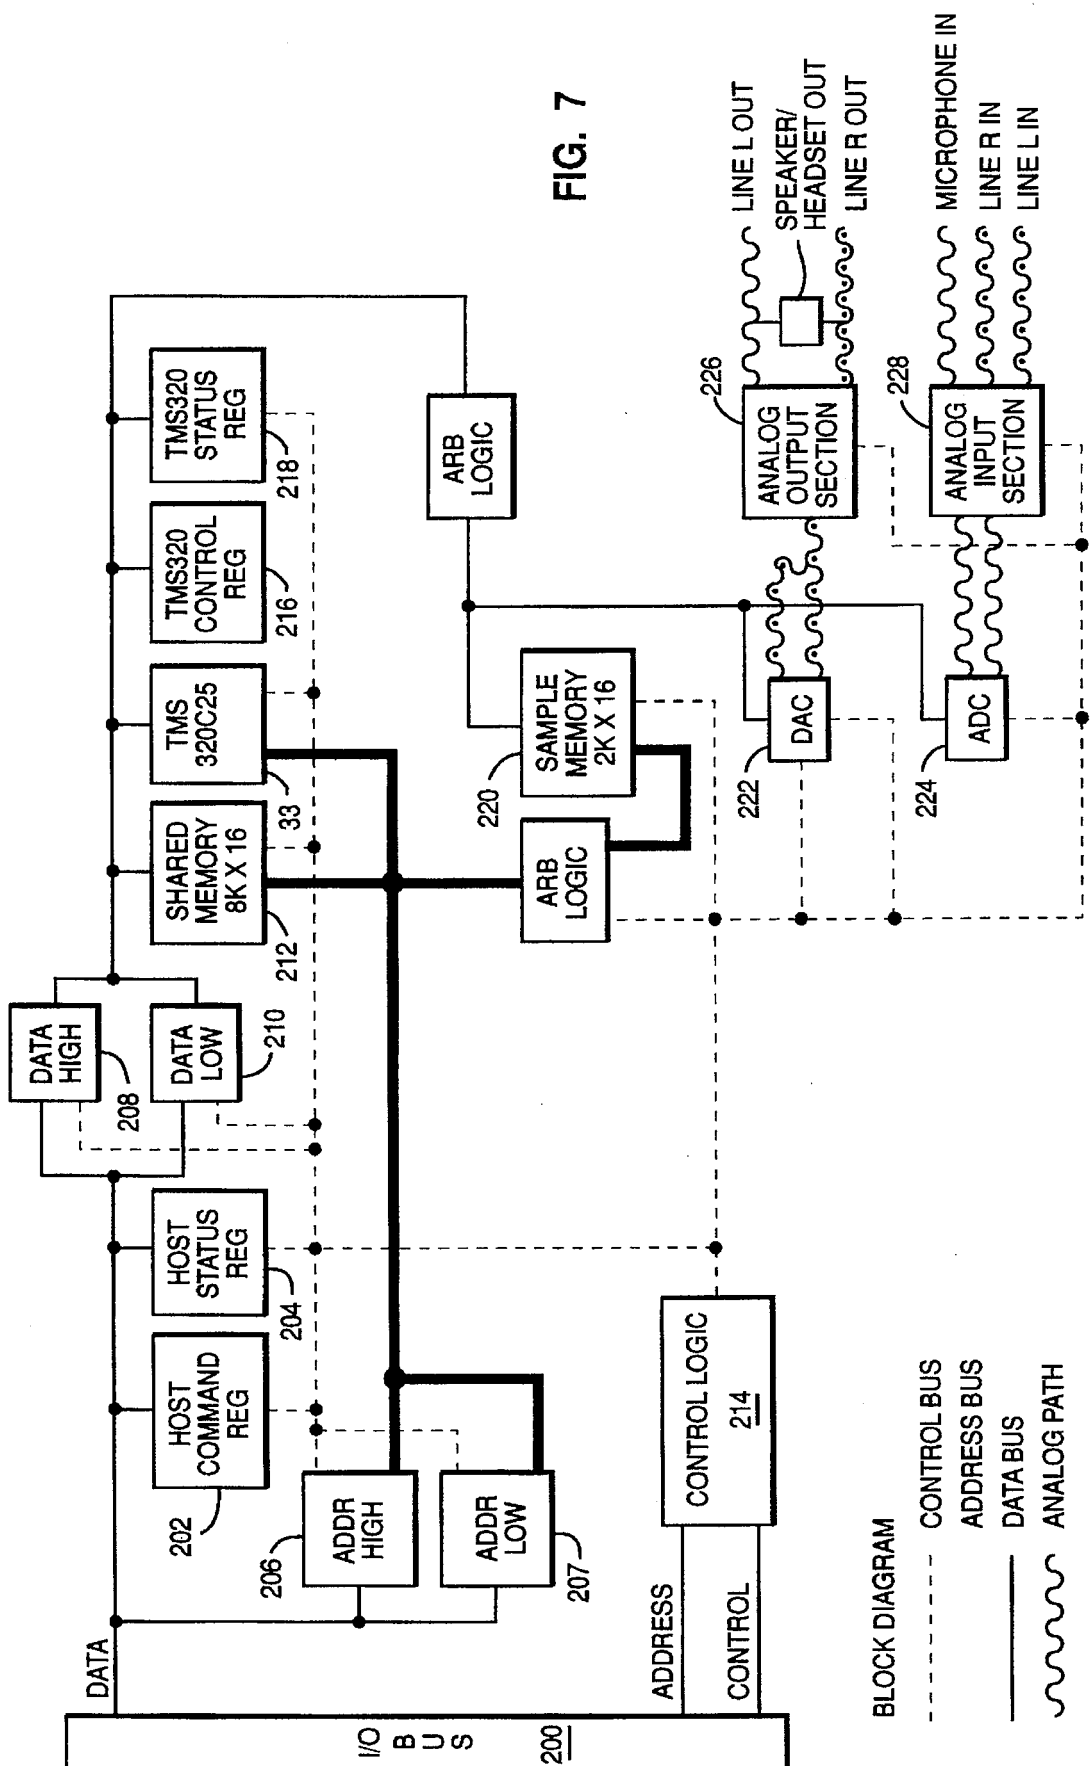 FIG. 7
I/O
BUS
200
DATA
ADDRESS
CONTROL
HOST
COMMAND
REG
202
HOST
STATUS
REG
204
ADDR
HIGH
206
ADDR
LOW
207
DATA
HIGH
208
DATA
LOW
210
SHARED
MEMORY
8K X 16
212
TMS
320C25
33
TMS320
CONTROL
REG
216
TMS320
STATUS
REG
218
CONTROL LOGIC
214
ARB
LOGIC
SAMPLE
MEMORY
2K X 16
220
ARB
LOGIC
DAC
222
ADC
224
ANALOG
OUTPUT
SECTION
226
ANALOG
INPUT
SECTION
228
LINE L OUT
SPEAKER/
HEADSET OUT
LINE R OUT
MICROPHONE IN
LINE R IN
LINE L IN
BLOCK DIAGRAM
CONTROL BUS
ADDRESS BUS
DATA BUS
ANALOG PATH